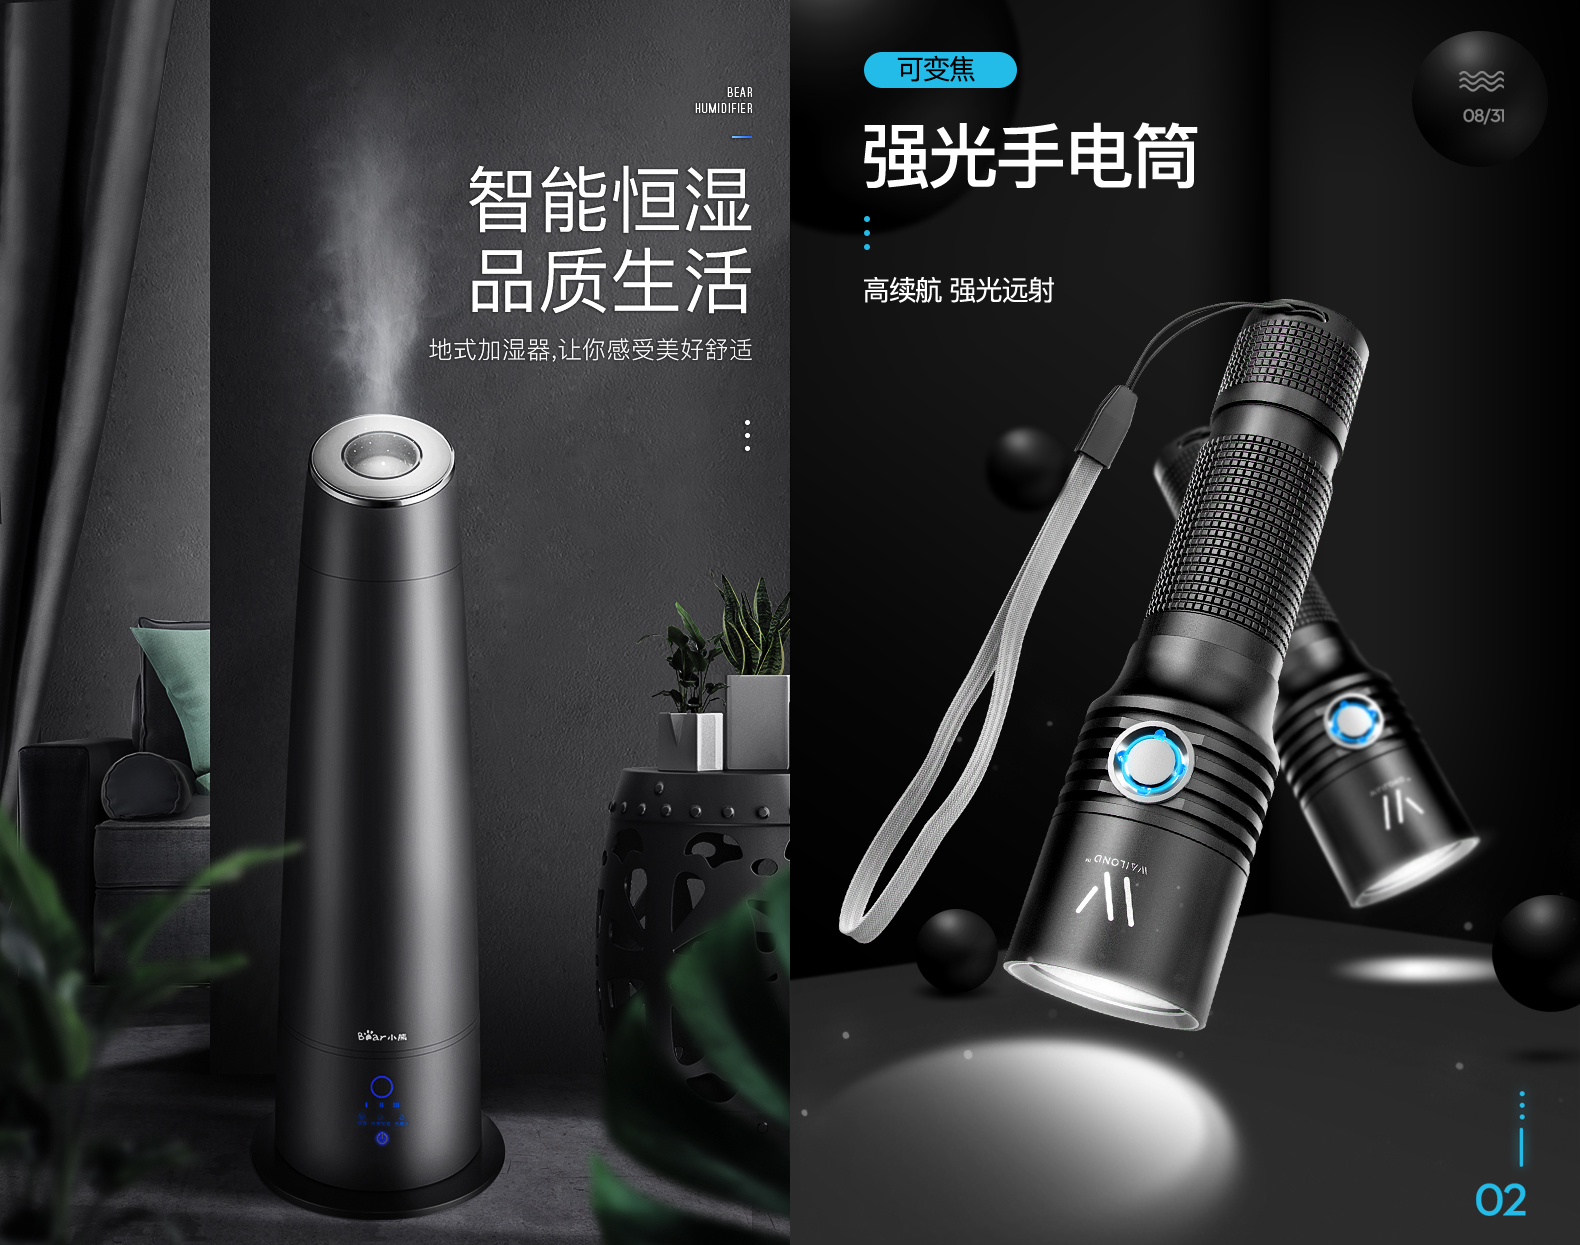 BEAR
HUMIDIFIER
智能恒湿
品质生活
地式加湿器,让你感受美好舒适
Bear小熊
可变焦
强光手电筒
高续航 强光远射
08/31
WAILOND™
02